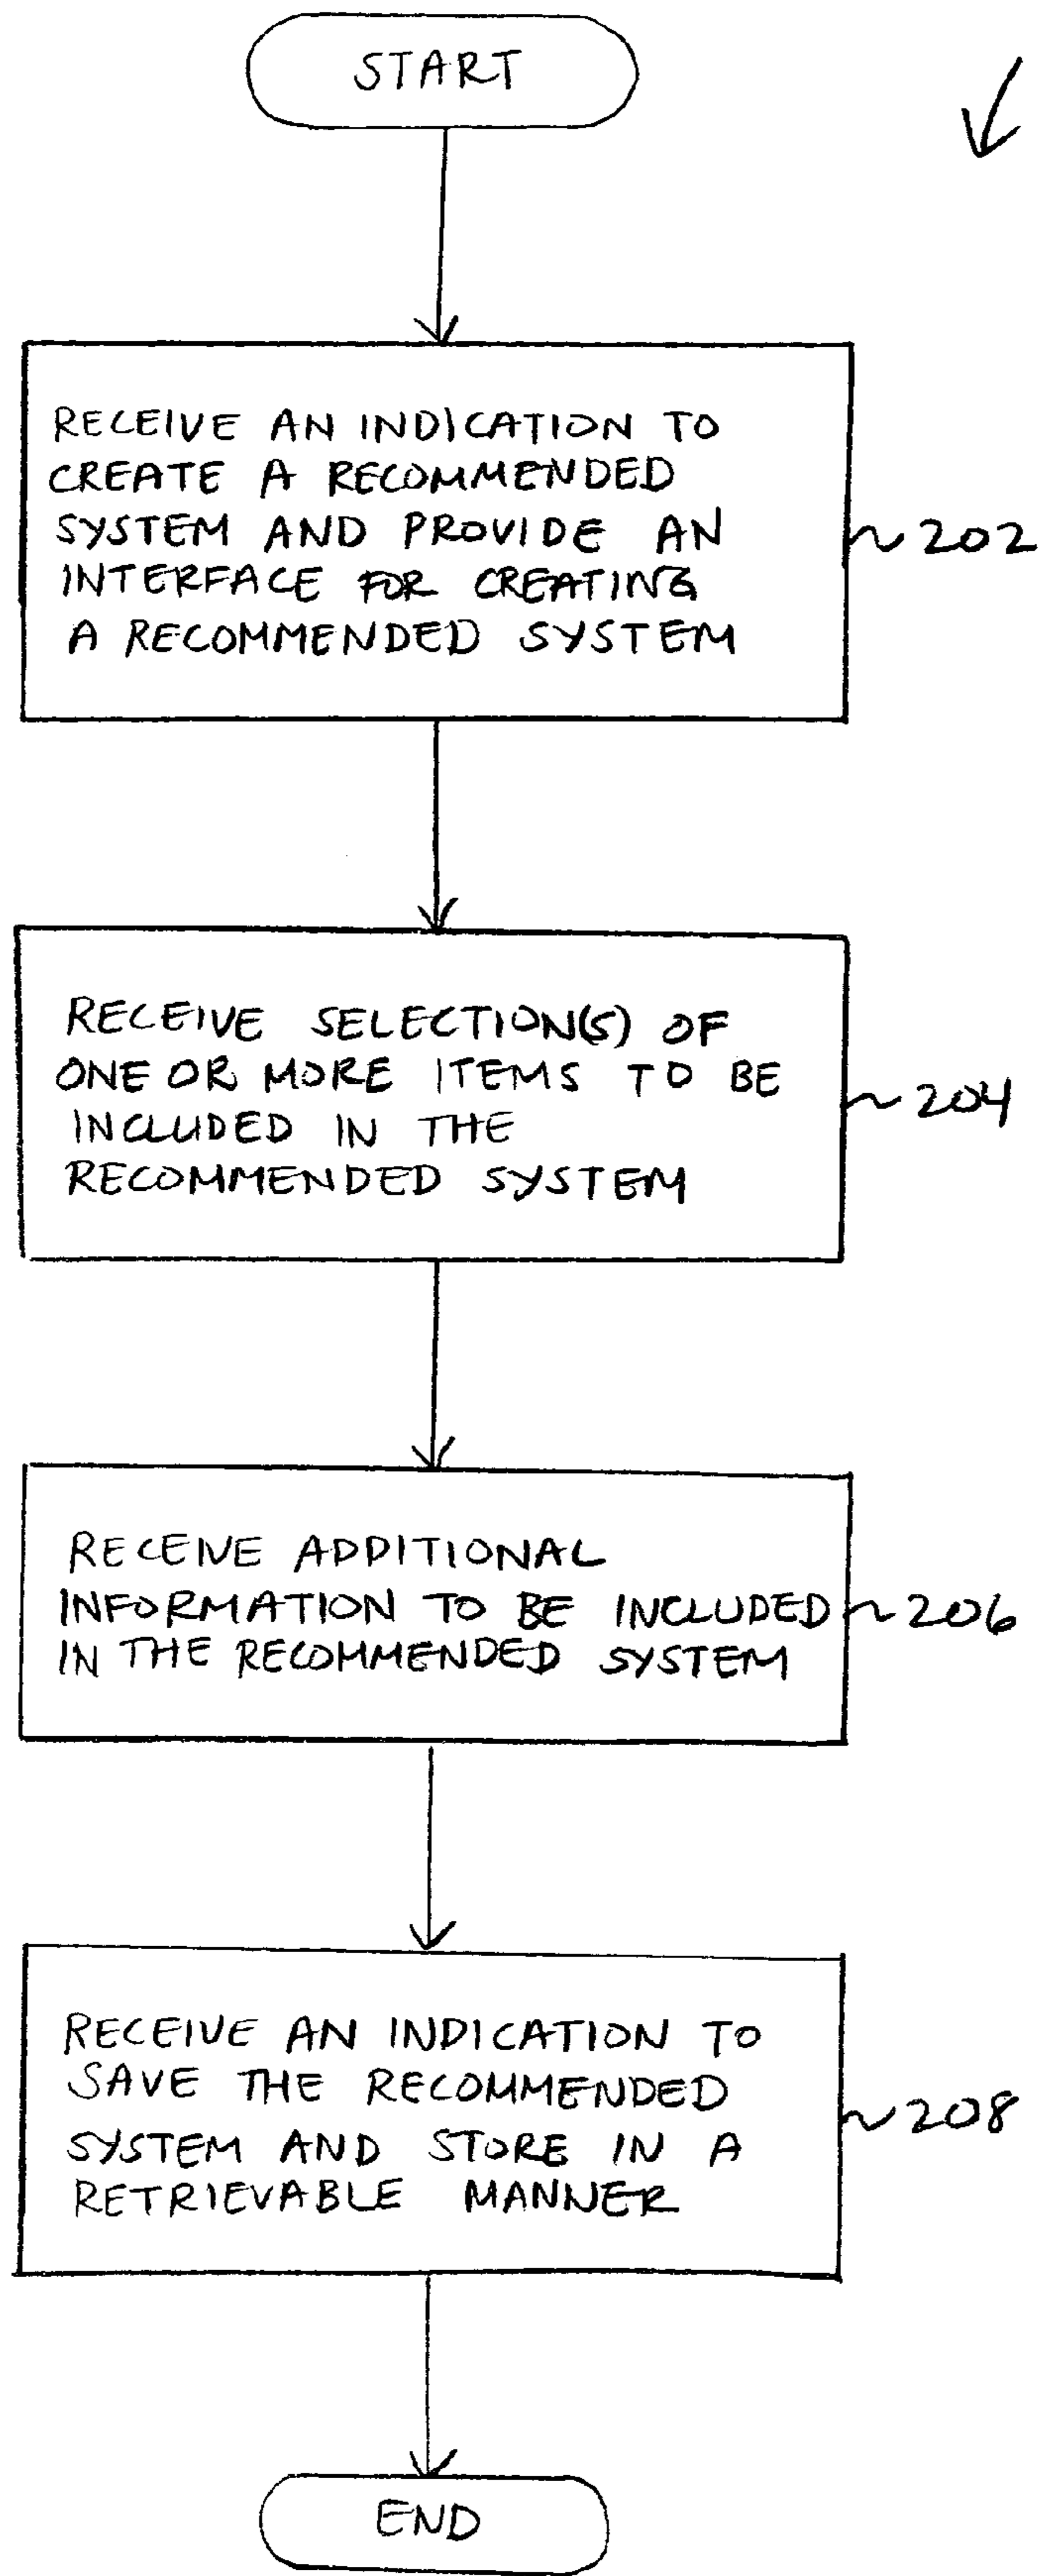 START
RECEIVE AN INDICATION TO
CREATE A RECOMMENDED
SYSTEM AND PROVIDE AN
INTERFACE FOR CREATING
A RECOMMENDED SYSTEM
202
RECEIVE SELECTION(S) OF
ONE OR MORE ITEMS TO BE
INCLUDED IN THE
RECOMMENDED SYSTEM
204
RECEIVE ADDITIONAL
INFORMATION TO BE INCLUDED
IN THE RECOMMENDED SYSTEM
206
RECEIVE AN INDICATION TO
SAVE THE RECOMMENDED
SYSTEM AND STORE IN A
RETRIEVABLE MANNER
208
END